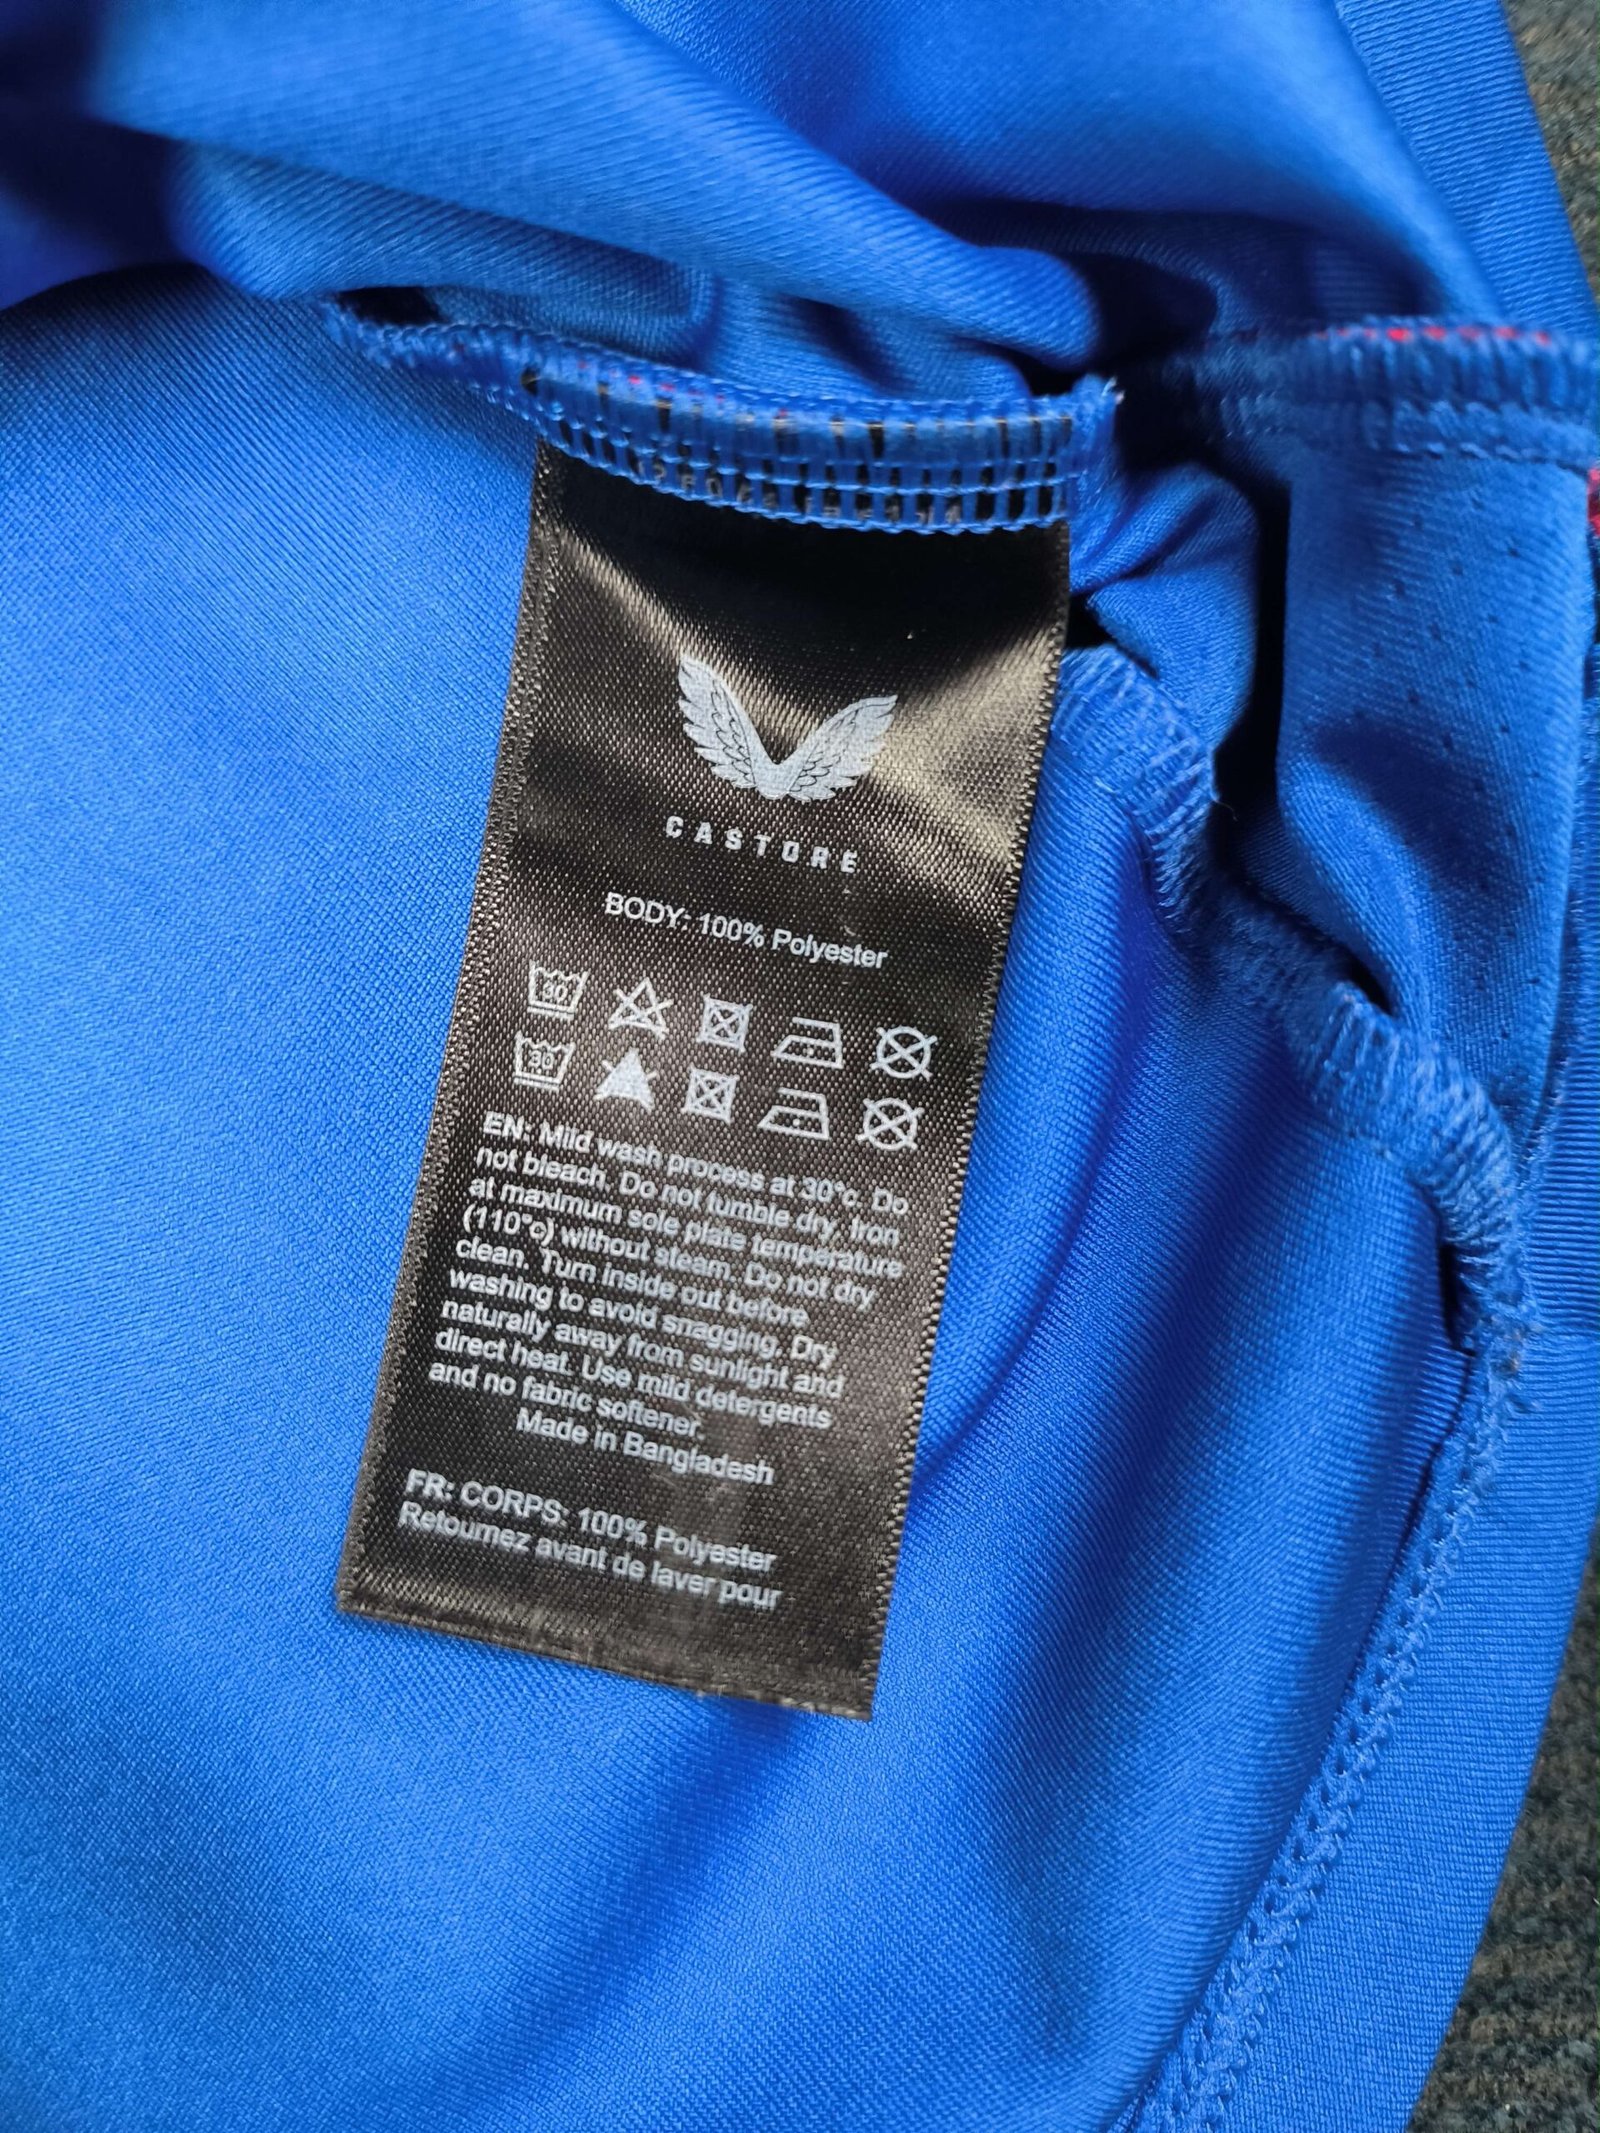 CASTORE
BODY: 100% Polyester
30
30
EN: Mild wash process at 30°c. Do
not bleach. Do not tumble dry. Iron
at maximum sole plate temperature
(110°c) without steam. Do not dry
clean. Turn inside out before
washing to avoid snagging. Dry
naturally away from sunlight and
direct heat. Use mild detergents
and no fabric softener.
Made in Bangladesh
FR: CORPS: 100% Polyester
Retournez avant de laver pour